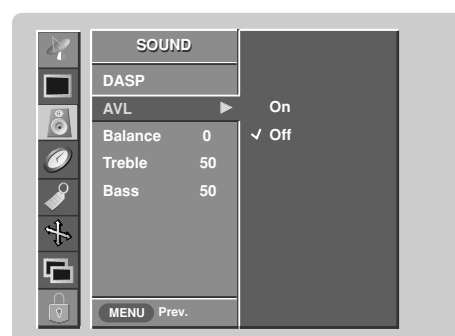 SOUND
DASP
AVL
On
Off
Balance 0
Treble 50
Bass 50
MENU Prev.